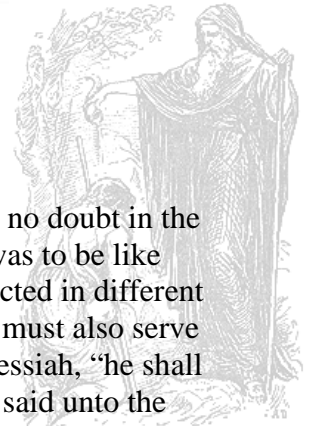 no doubt in the
was to be like
cted in different
must also serve
essiah, “he shall
said unto the